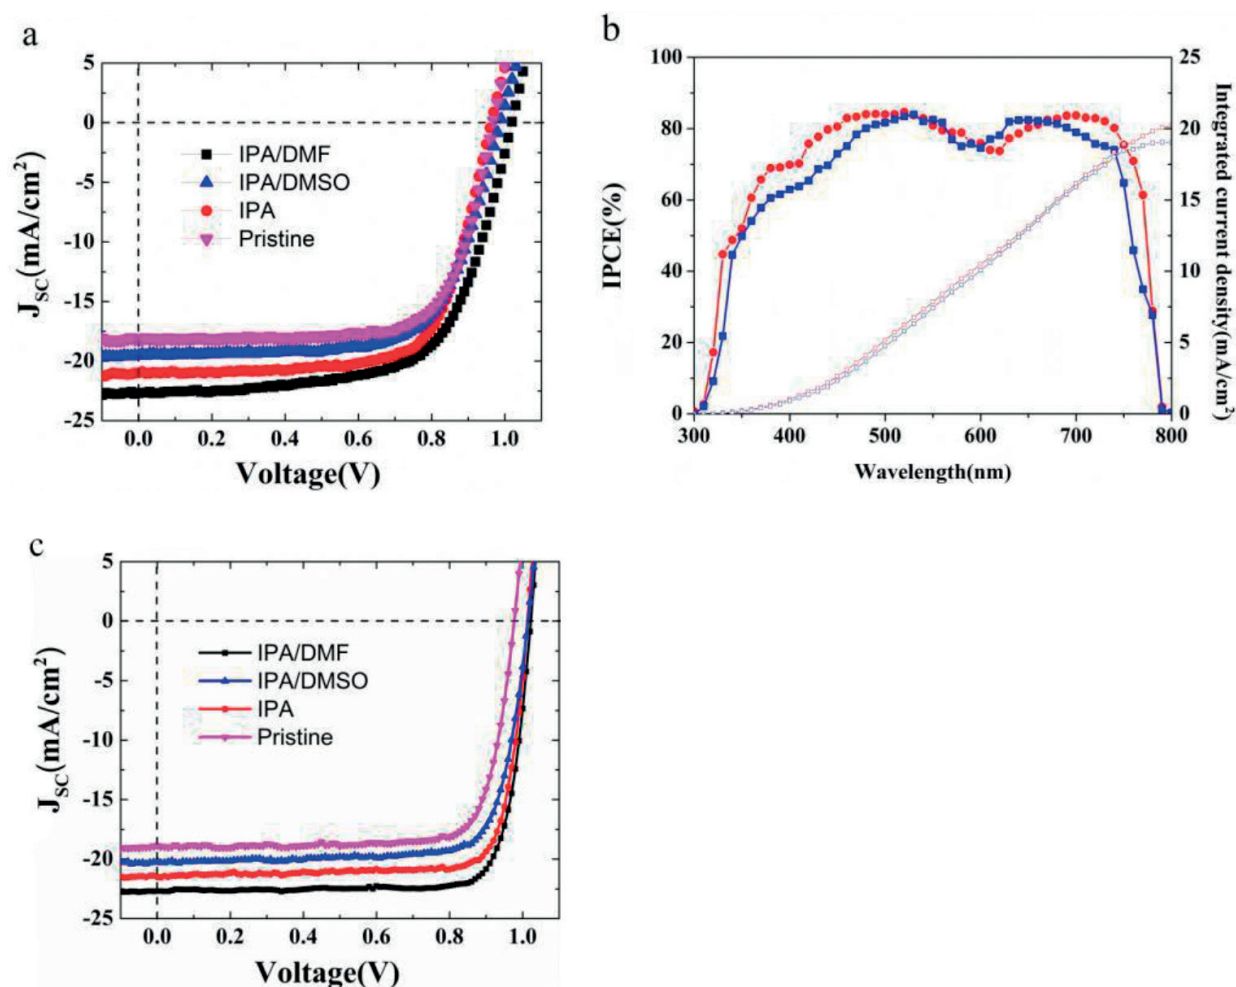 a
5
0
-5
-10
-15
-20
-25
J_SC(mA/cm²)
IPA/DMF
IPA/DMSO
IPA
Pristine
0.0 0.2 0.4 0.6 0.8 1.0
Voltage(V)
b
100
80
60
40
20
0
IPCE(%)
25
20
15
10
5
0
Integrated current density(mA/cm²)
300 400 500 600 700 800
Wavelength(nm)
c
5
0
-5
-10
-15
-20
-25
J_SC(mA/cm²)
IPA/DMF
IPA/DMSO
IPA
Pristine
0.0 0.2 0.4 0.6 0.8 1.0
Voltage(V)